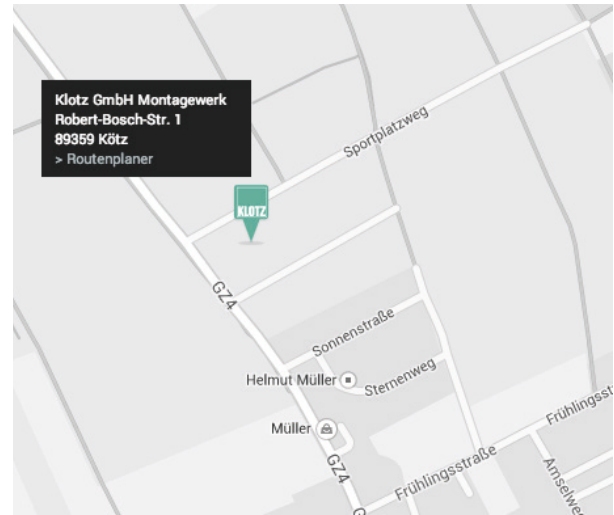 Klotz GmbH Montagewerk
Robert-Bosch-Str. 1
89359 Kötz
> Routenplaner
Sportplatzweg
KLOTZ
GZ4
Sonnenstraße
Helmut Müller
Sternenweg
Müller
GZ4
Frühlingsstraße
Frühlingsst
Amselweg
G